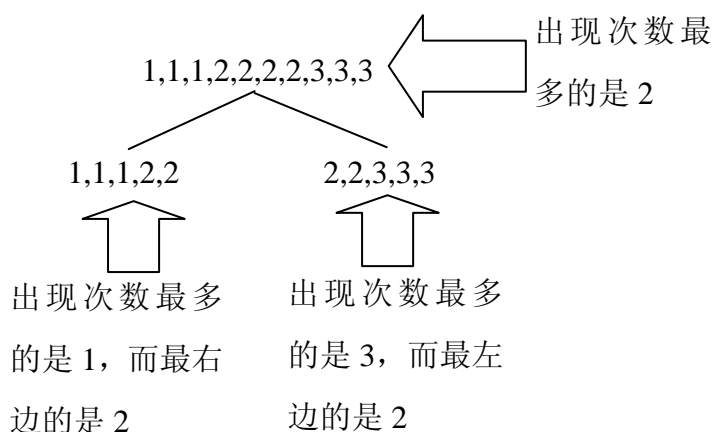 出现次数最
多的是 2
1,1,1,2,2,2,2,3,3,3
1,1,1,2,2
2,2,3,3,3
出现次数最多
的是 1，而最右
边的是 2
出现次数最多
的是 3，而最左
边的是 2